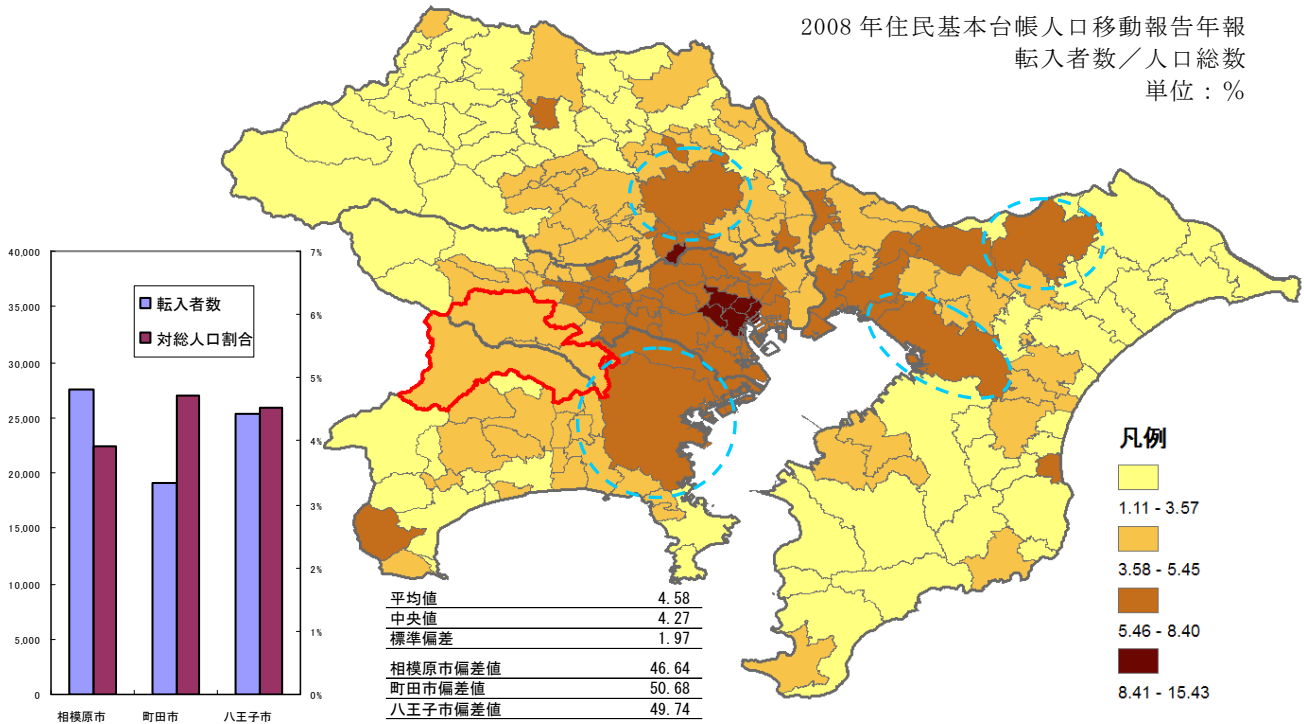 2008年住民基本台帳人口移動報告年報
転入者数／人口総数
単位：％
40,000
35,000
30,000
25,000
20,000
15,000
10,000
5,000
0
7%
6%
5%
4%
3%
2%
1%
0%
転入者数
対総人口割合
相模原市 町田市 八王子市
平均値 4.58
中央値 4.27
標準偏差 1.97
相模原市偏差値 46.64
町田市偏差値 50.68
八王子市偏差値 49.74
凡例
1.11 - 3.57
3.58 - 5.45
5.46 - 8.40
8.41 - 15.43